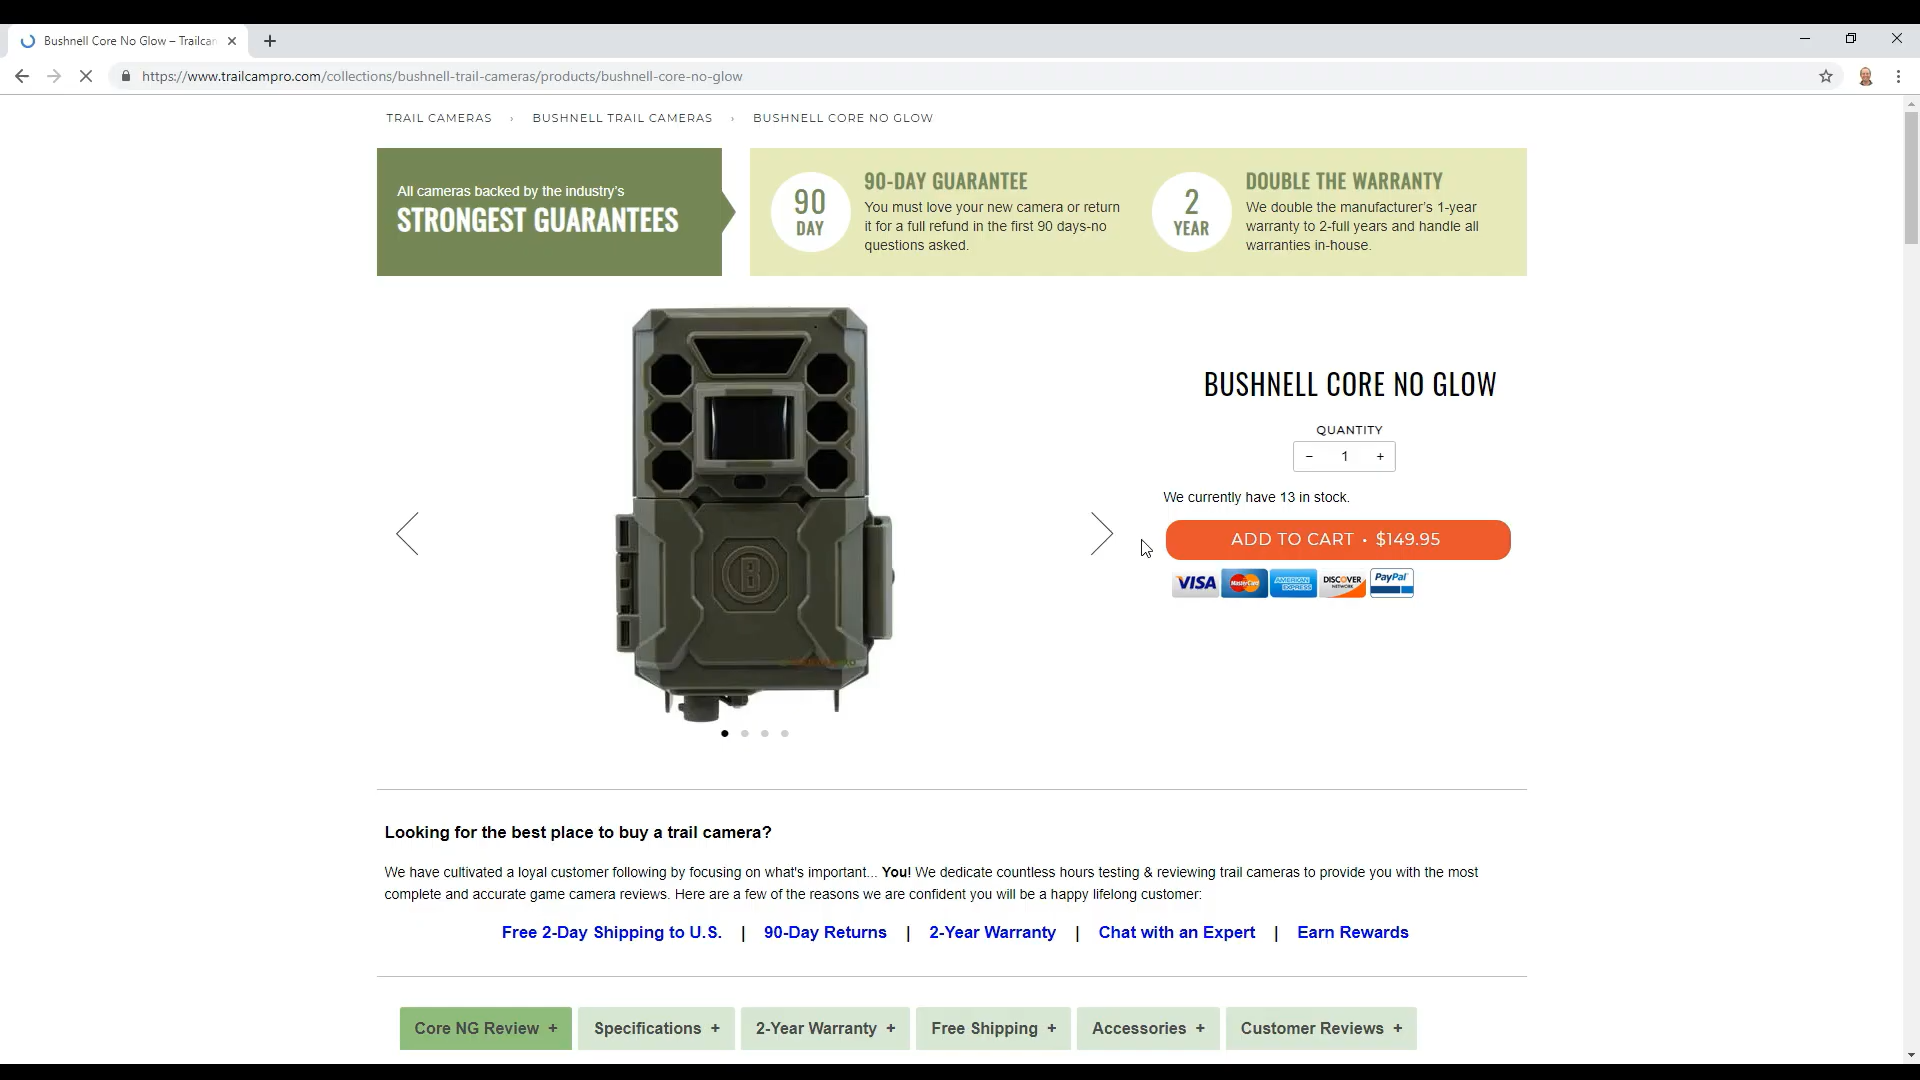 Bushnell Core No Glow – Trailcam
https://www.trailcampro.com/collections/bushnell-trail-cameras/products/bushnell-core-no-glow
TRAIL CAMERAS › BUSHNELL TRAIL CAMERAS › BUSHNELL CORE NO GLOW
All cameras backed by the industry's
STRONGEST GUARANTEES
90
DAY
90-DAY GUARANTEE
You must love your new camera or return
it for a full refund in the first 90 days-no
questions asked.
2
YEAR
DOUBLE THE WARRANTY
We double the manufacturer's 1-year
warranty to 2-full years and handle all
warranties in-house.
B
BUSHNELL CORE NO GLOW
QUANTITY
− 1 +
We currently have 13 in stock.
ADD TO CART • $149.95
VISA MasterCard AMERICAN EXPRESS DISCOVER NETWORK PayPal
Looking for the best place to buy a trail camera?
We have cultivated a loyal customer following by focusing on what's important... You! We dedicate countless hours testing & reviewing trail cameras to provide you with the most
complete and accurate game camera reviews. Here are a few of the reasons we are confident you will be a happy lifelong customer:
Free 2-Day Shipping to U.S. | 90-Day Returns | 2-Year Warranty | Chat with an Expert | Earn Rewards
Core NG Review + Specifications + 2-Year Warranty + Free Shipping + Accessories + Customer Reviews +